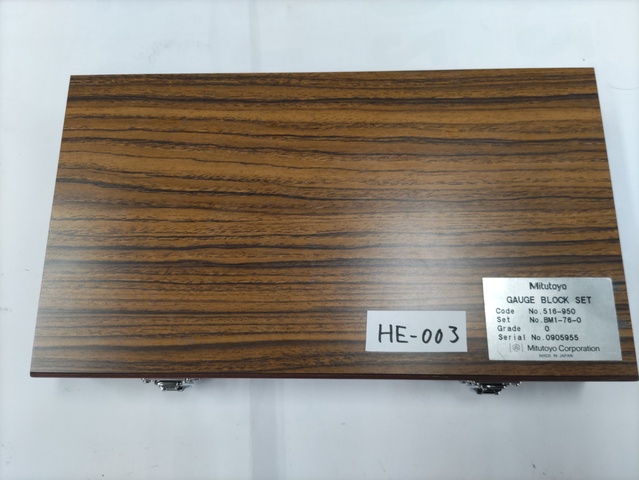 Mitutoyo
GAUGE BLOCK SET
Code No.516-950
Set No.BM1-76-0
Grade 0
Serial No.0905955
Mitutoyo Corporation
MADE IN JAPAN
HE-003